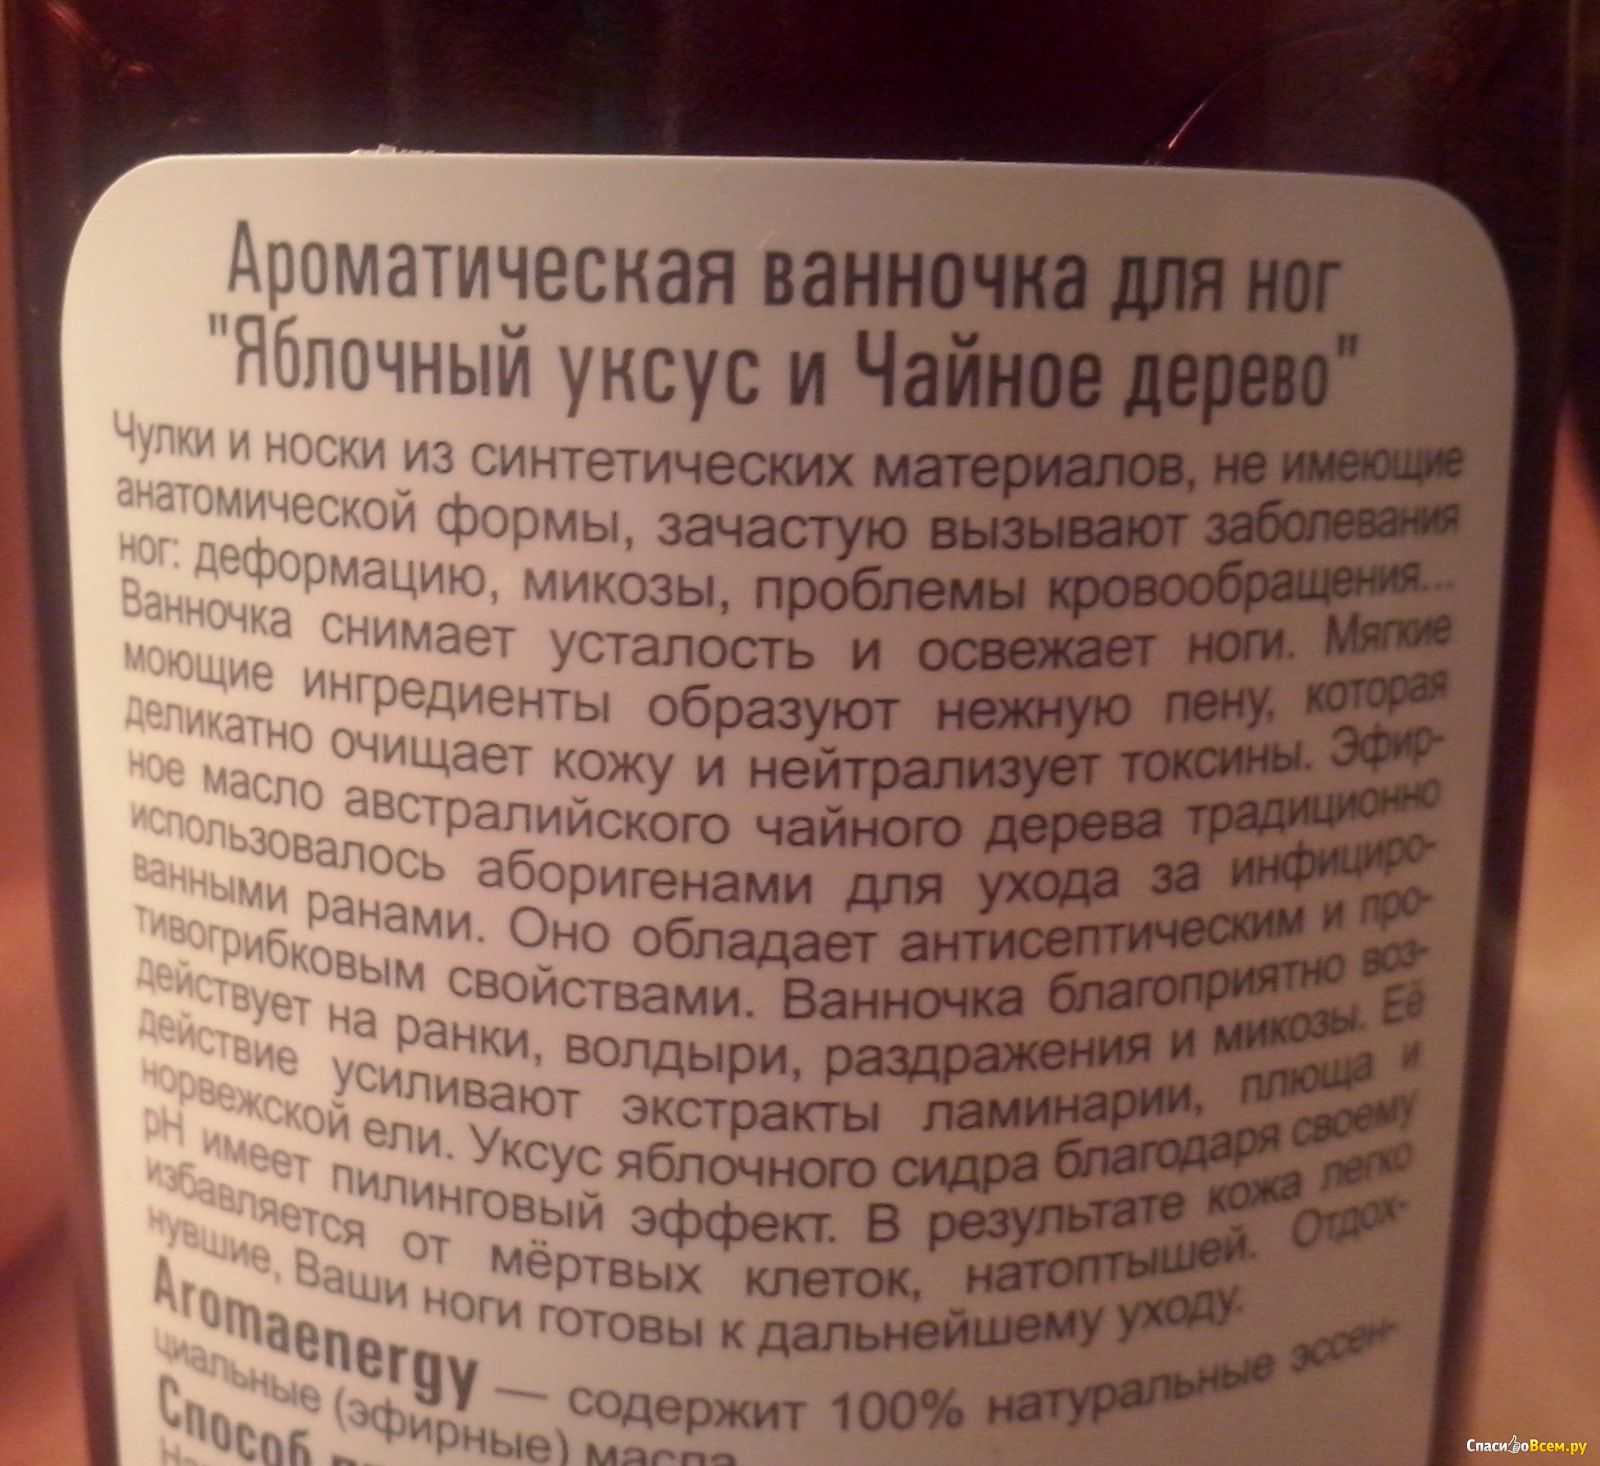 Ароматическая ванночка для ног
"Яблочный уксус и Чайное дерево"
Чулки и носки из синтетических материалов, не имеющие
анатомической формы, зачастую вызывают заболевания
ног: деформацию, микозы, проблемы кровообращения...
Ванночка снимает усталость и освежает ноги. Мягкие
моющие ингредиенты образуют нежную пену, которая
деликатно очищает кожу и нейтрализует токсины. Эфир-
ное масло австралийского чайного дерева традиционно
использовалось аборигенами для ухода за инфициро-
ванными ранами. Оно обладает антисептическим и про-
тивогрибковым свойствами. Ванночка благоприятно воз-
действует на ранки, волдыри, раздражения и микозы. Её
действие усиливают экстракты ламинарии, плюща и
норвежской ели. Уксус яблочного сидра благодаря своему
pH имеет пилинговый эффект. В результате кожа легко
избавляется от мёртвых клеток, натоптышей. Отдох-
нувшие, Ваши ноги готовы к дальнейшему уходу.
Aromaenergy — содержит 100% натуральные эссен-
циальные (эфирные) масла
Способ
СпасибоВсем.ру